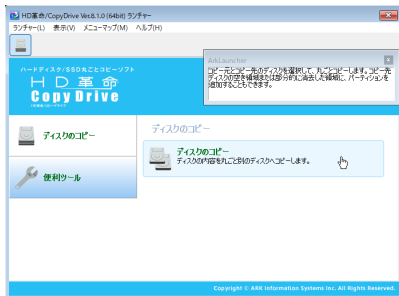 HD革命/CopyDrive Ver.8.1.0 (64bit) ランチャー
ランチャー(L) 表示(V) メニューマップ(M) ヘルプ(H)
ArkLauncher
コピー元とコピー先のディスクを選択して、丸ごとコピーします。コピー先
ディスクの空き領域または部分的に消去した領域に、パーティションを
追加することもできます。
ハードディスク/SSD丸ごとコピーソフト
HD革命
Copy Drive
ディスクのコピー
便利ツール
ディスクのコピー
ディスクのコピー
ディスクの内容を丸ごと別のディスクへコピーします。
Copyright © ARK Information Systems Inc. All Rights Reserved.